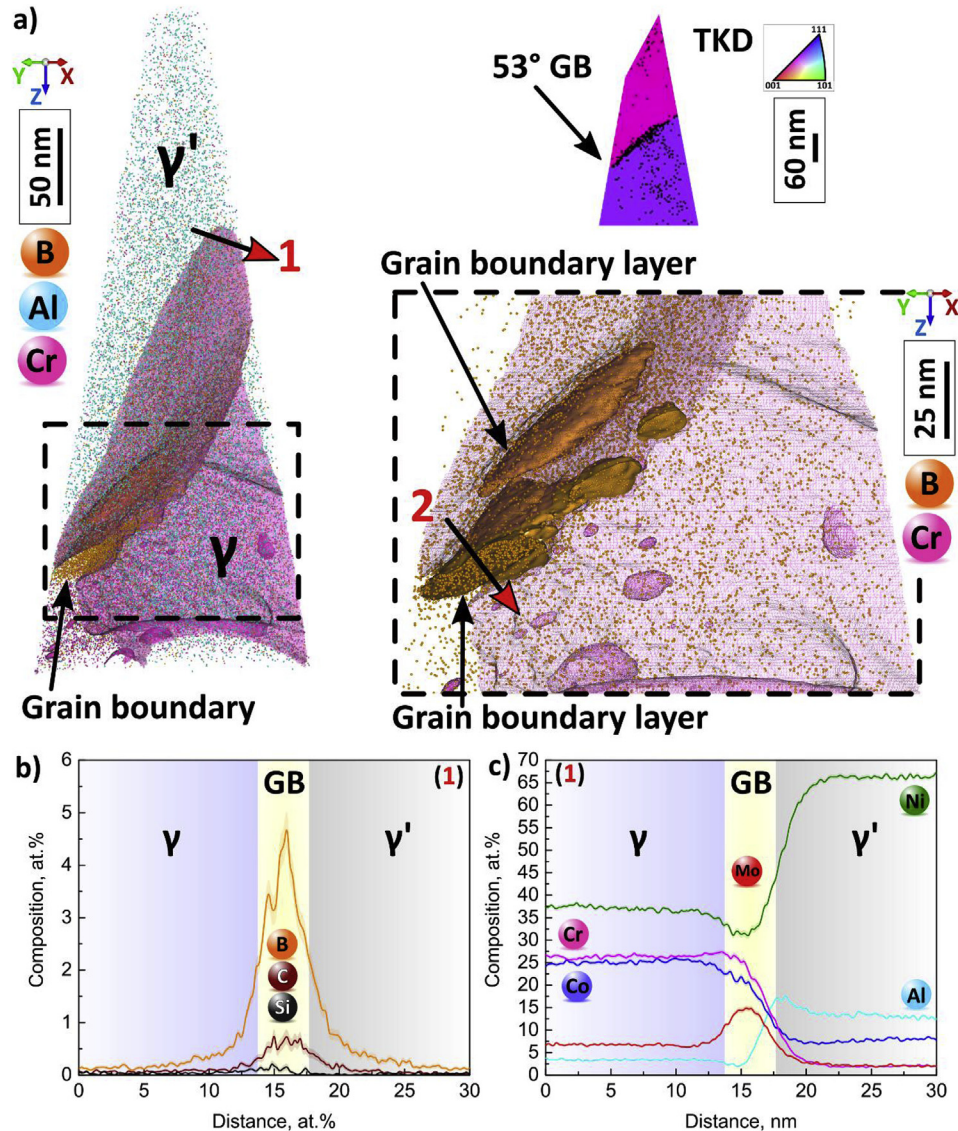 a)
Y X
Z
50 nm
B
Al
Cr
γ'
1
γ
Grain boundary
53° GB
TKD
111
001 101
60 nm
Grain boundary layer
Y X
Z
25 nm
B
Cr
2
Grain boundary layer
b)
(1)
GB
γ
γ'
B
C
Si
Composition, at.%
6
5
4
3
2
1
0
0 5 10 15 20 25 30
Distance, at.%
c)
(1)
GB
γ
γ'
Ni
Mo
Cr
Co
Al
Composition, at.%
70
65
60
55
50
45
40
35
30
25
20
15
10
5
0
0 5 10 15 20 25 30
Distance, nm